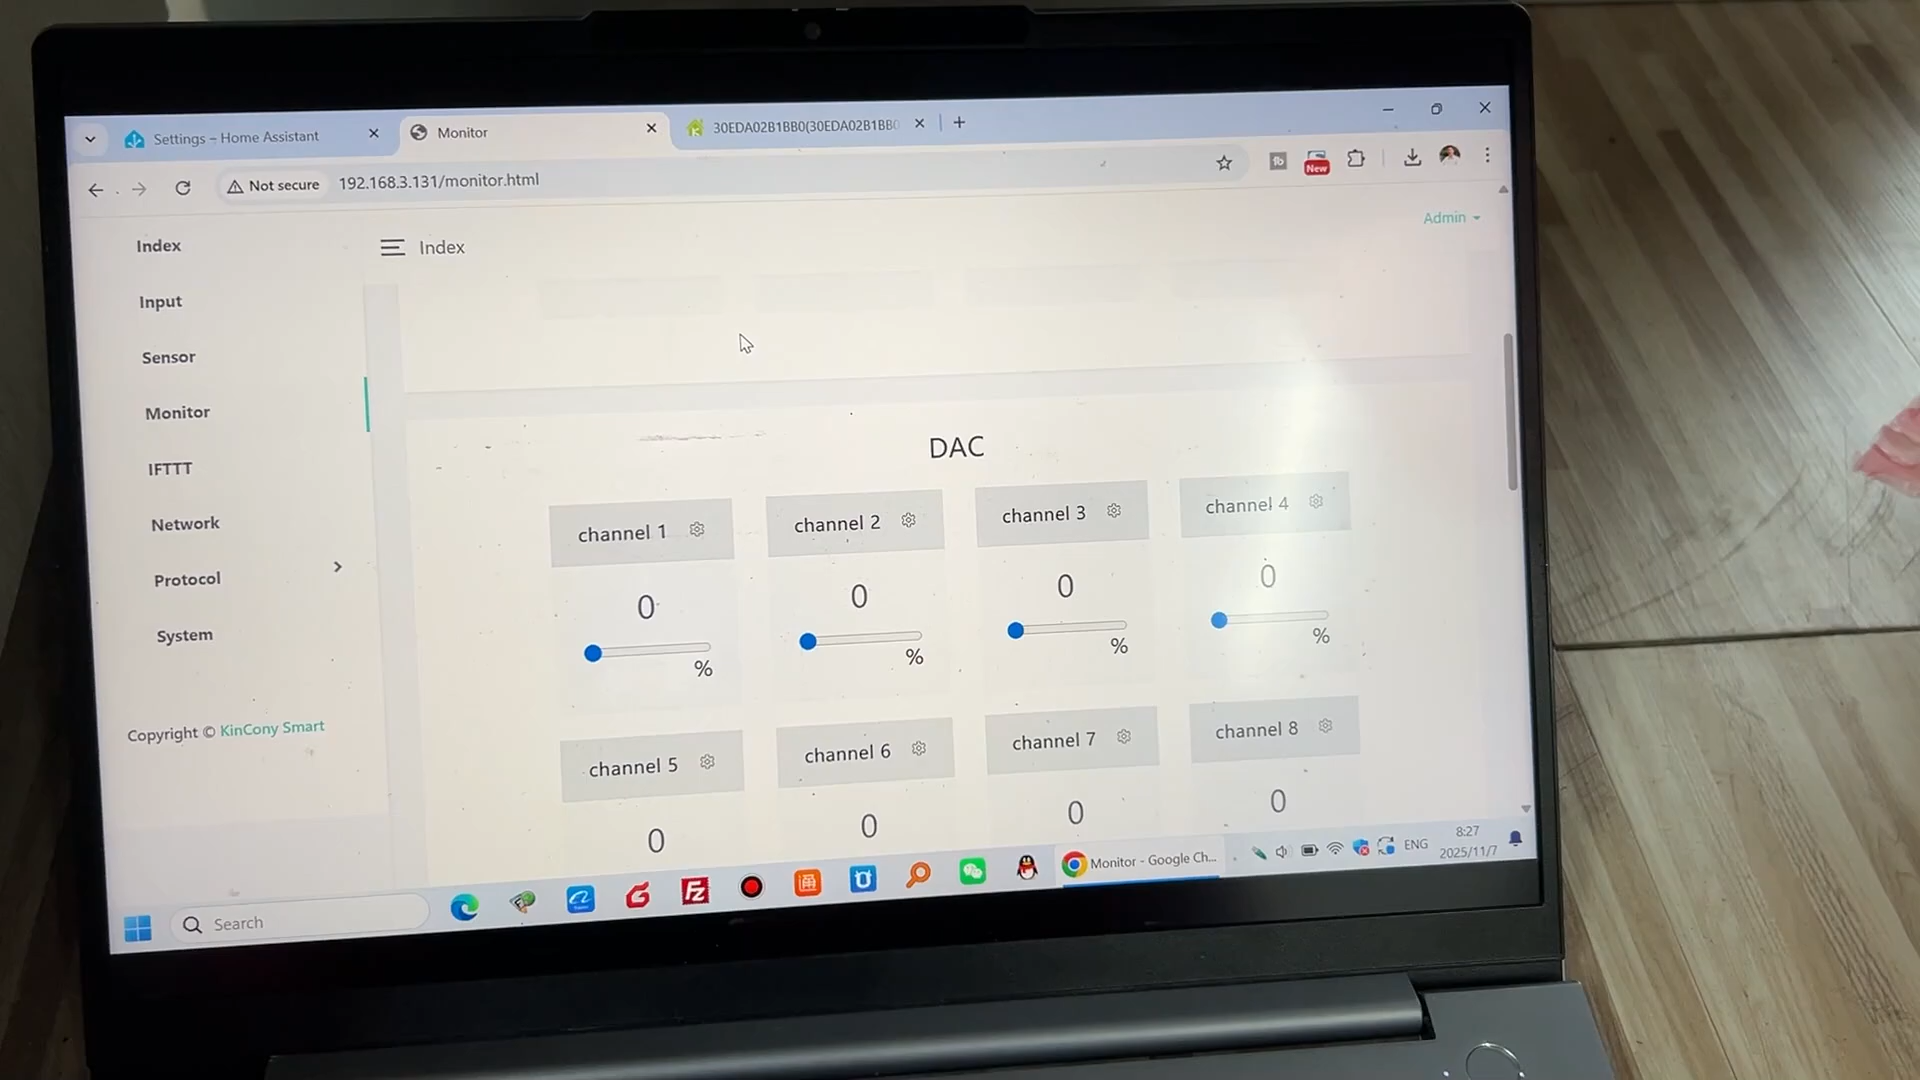 Settings – Home Assistant
Monitor
30EDA02B1BB0(30EDA02B1BB0
Not secure
192.168.3.131/monitor.html
fb
New
Admin
Index
Index
Input
Sensor
Monitor
IFTTT
Network
Protocol
System
Copyright © KinCony Smart
DAC
channel 1
channel 2
channel 3
channel 4
0
0
0
0
%
%
%
%
channel 5
channel 6
channel 7
channel 8
0
0
0
0
Search
Monitor - Google Ch...
ENG
8:27
2025/11/7